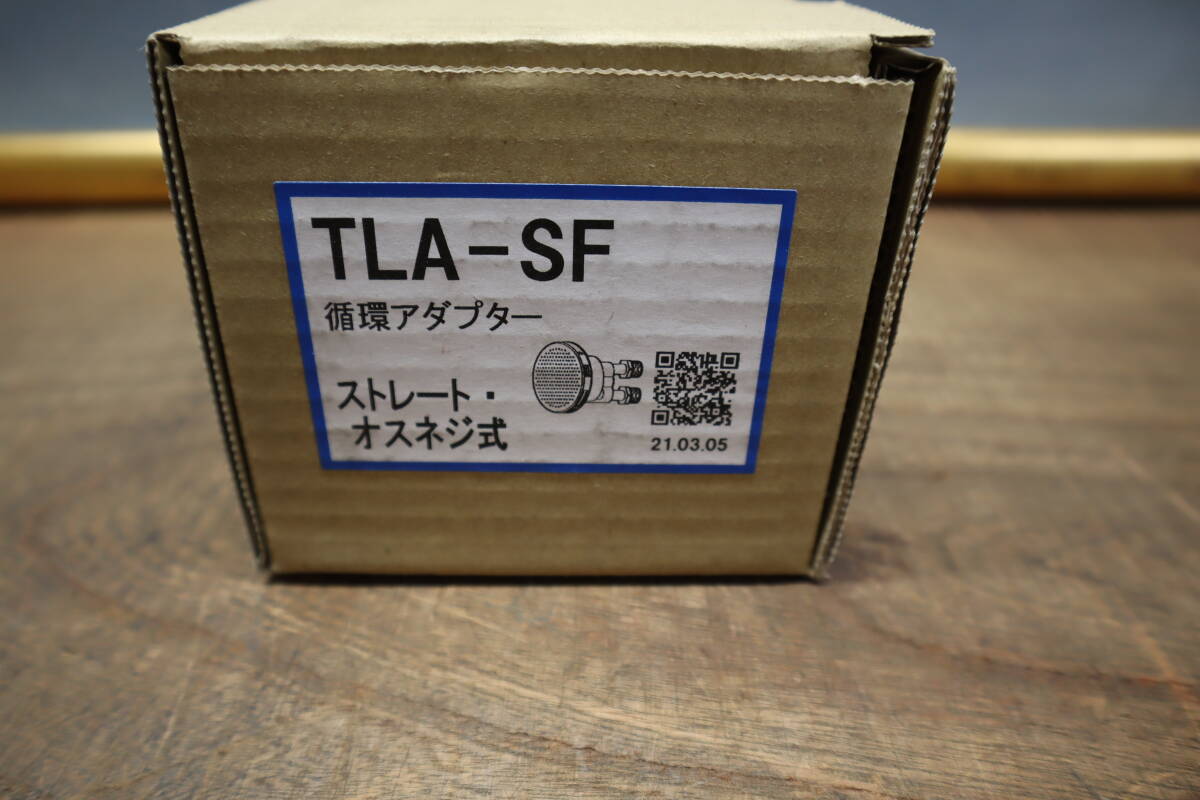 TLA-SF
循環アダプター
ストレート・
オスネジ式
21.03.05